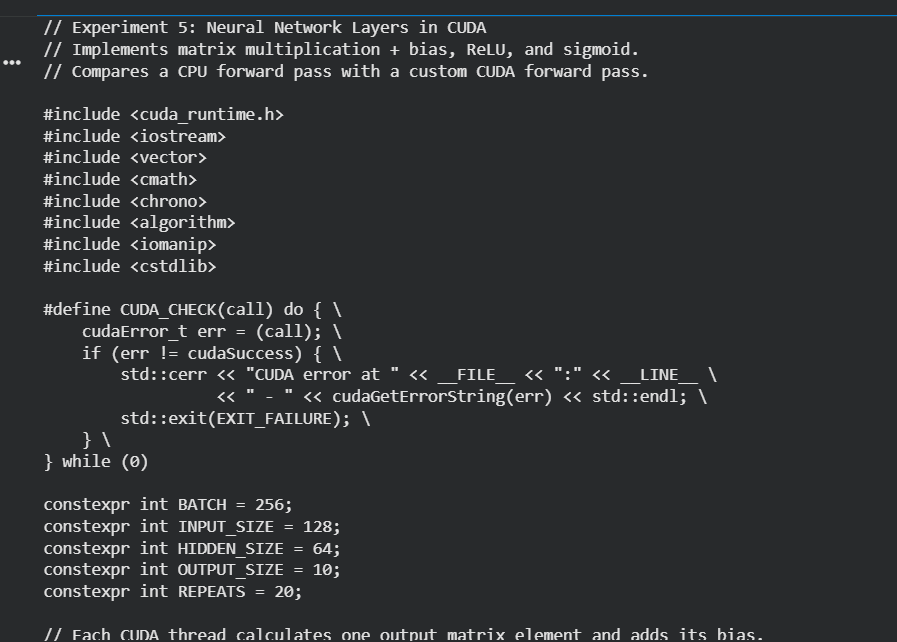 // Experiment 5: Neural Network Layers in CUDA
// Implements matrix multiplication + bias, ReLU, and sigmoid.
// Compares a CPU forward pass with a custom CUDA forward pass.

#include <cuda_runtime.h>
#include <iostream>
#include <vector>
#include <cmath>
#include <chrono>
#include <algorithm>
#include <iomanip>
#include <cstdlib>

#define CUDA_CHECK(call) do { \
    cudaError_t err = (call); \
    if (err != cudaSuccess) { \
        std::cerr << "CUDA error at " << __FILE__ << ":" << __LINE__ \
                  << " - " << cudaGetErrorString(err) << std::endl; \
        std::exit(EXIT_FAILURE); \
    } \
} while (0)

constexpr int BATCH = 256;
constexpr int INPUT_SIZE = 128;
constexpr int HIDDEN_SIZE = 64;
constexpr int OUTPUT_SIZE = 10;
constexpr int REPEATS = 20;

// Each CUDA thread calculates one output matrix element and adds its bias.